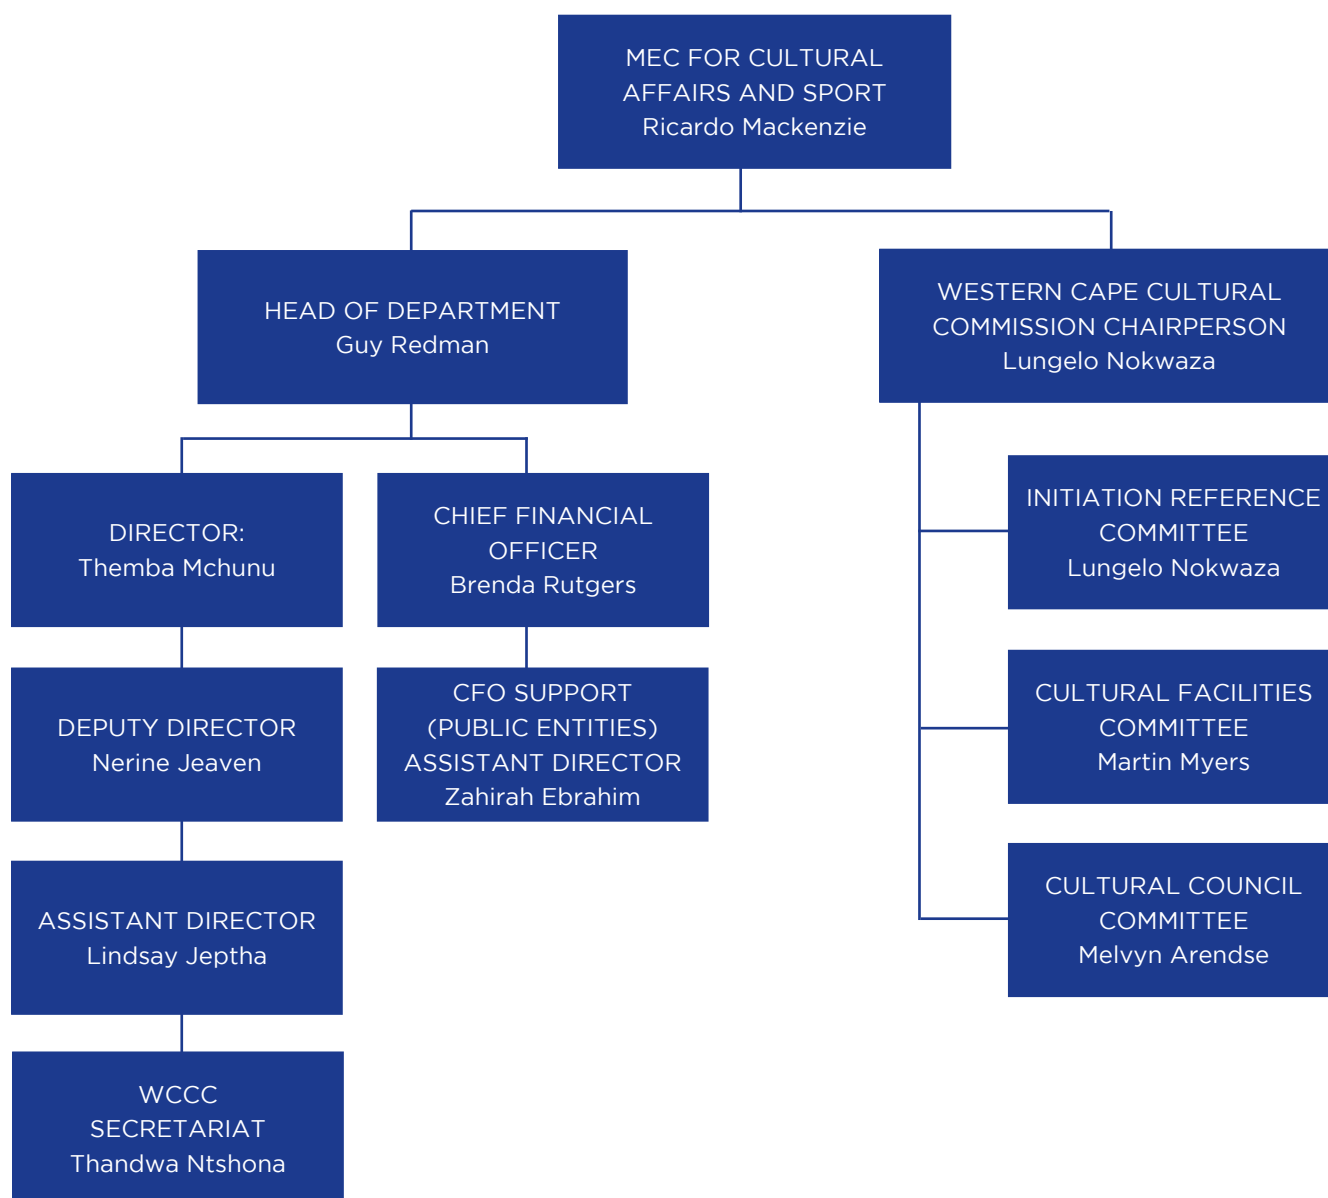 MEC FOR CULTURAL
AFFAIRS AND SPORT
Ricardo Mackenzie
HEAD OF DEPARTMENT
Guy Redman
WESTERN CAPE CULTURAL
COMMISSION CHAIRPERSON
Lungelo Nokwaza
DIRECTOR:
Themba Mchunu
CHIEF FINANCIAL
OFFICER
Brenda Rutgers
INITIATION REFERENCE
COMMITTEE
Lungelo Nokwaza
DEPUTY DIRECTOR
Nerine Jeaven
CFO SUPPORT
(PUBLIC ENTITIES)
ASSISTANT DIRECTOR
Zahirah Ebrahim
CULTURAL FACILITIES
COMMITTEE
Martin Myers
ASSISTANT DIRECTOR
Lindsay Jeptha
CULTURAL COUNCIL
COMMITTEE
Melvyn Arendse
WCCC
SECRETARIAT
Thandwa Ntshona